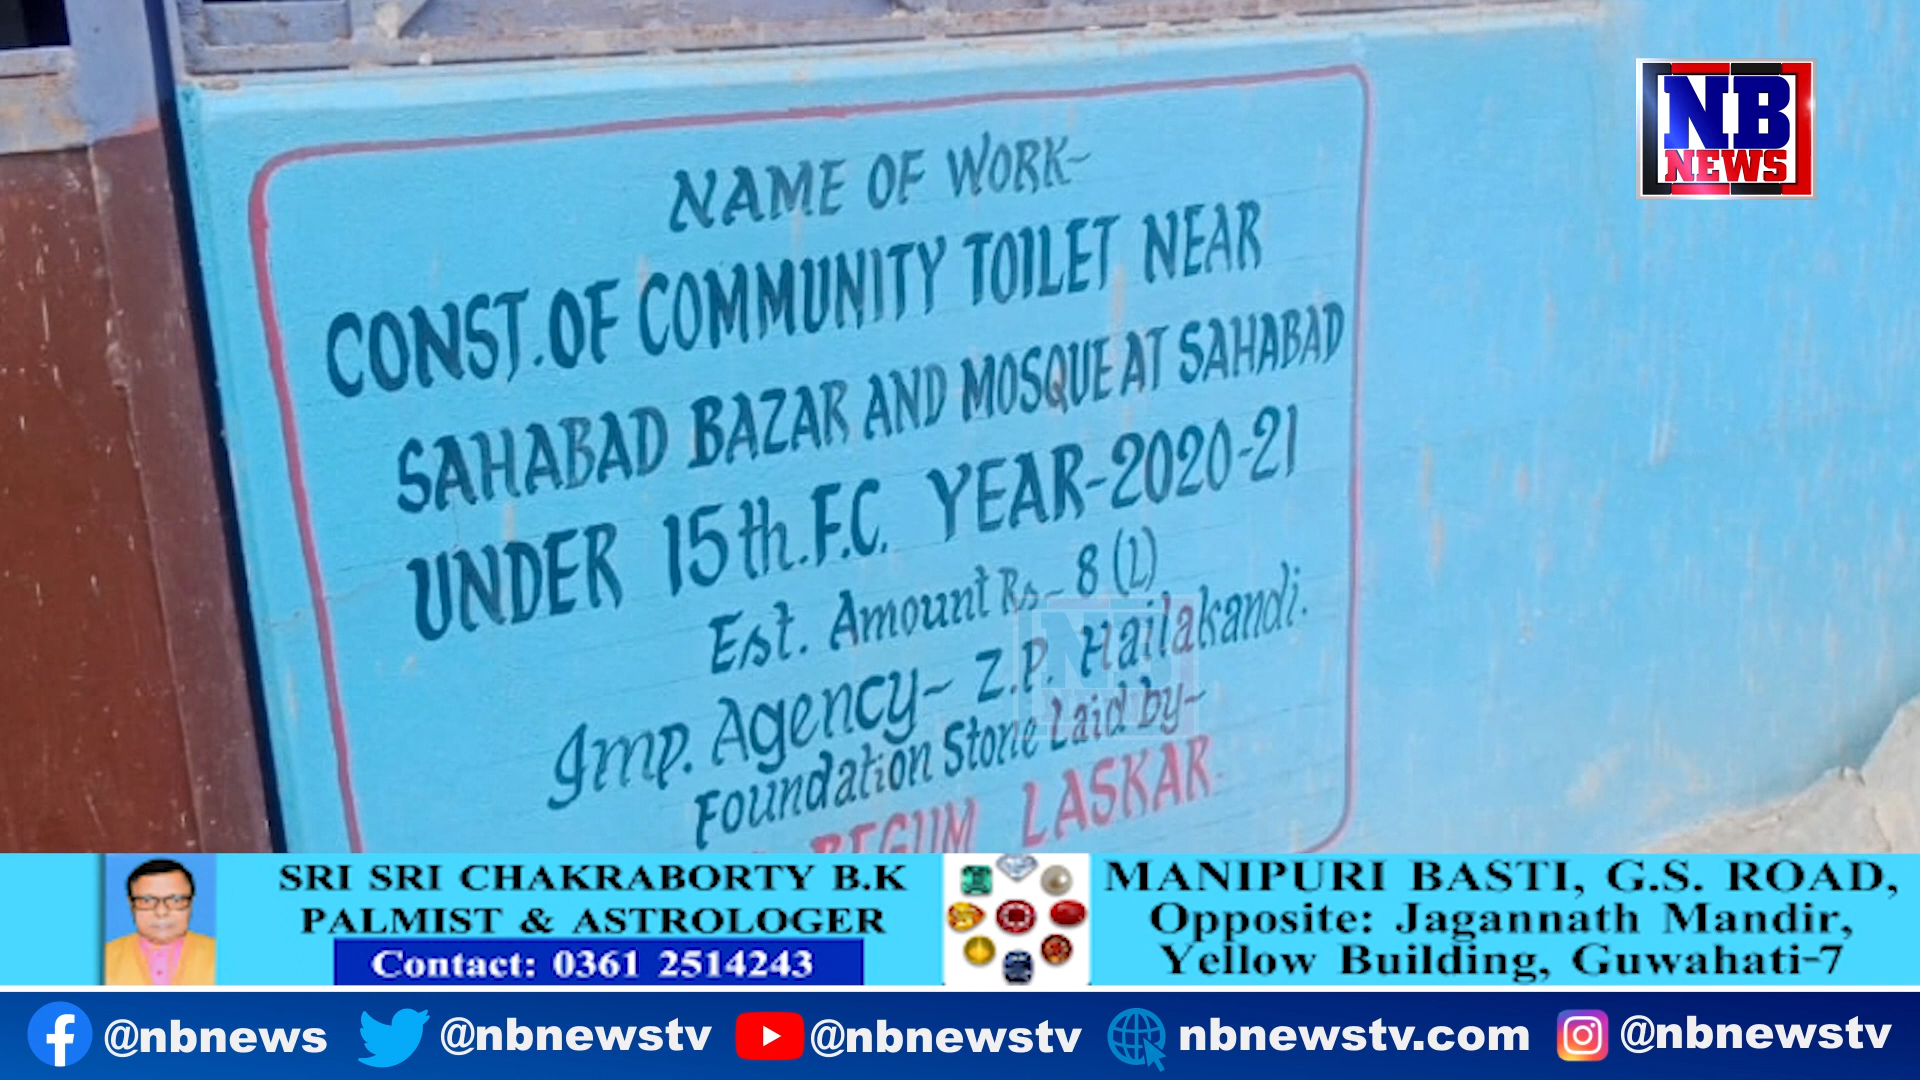 NB
NEWS
NAME OF WORK-
CONST. OF COMMUNITY TOILET NEAR
SAHABAD BAZAR AND MOSQUE AT SAHABAD
UNDER 15th. F.C. YEAR-2020-21
Est. Amount Rs- 8 (L)
Imp. Agency- Z.P. Hailakandi.
Foundation Stone Laid by-
BEGUM LASKAR.
SRI SRI CHAKRABORTY B.K
PALMIST & ASTROLOGER
Contact: 0361 2514243
MANIPURI BASTI, G.S. ROAD,
Opposite: Jagannath Mandir,
Yellow Building, Guwahati-7
@nbnews @nbnewstv @nbnewstv nbnewstv.com @nbnewstv